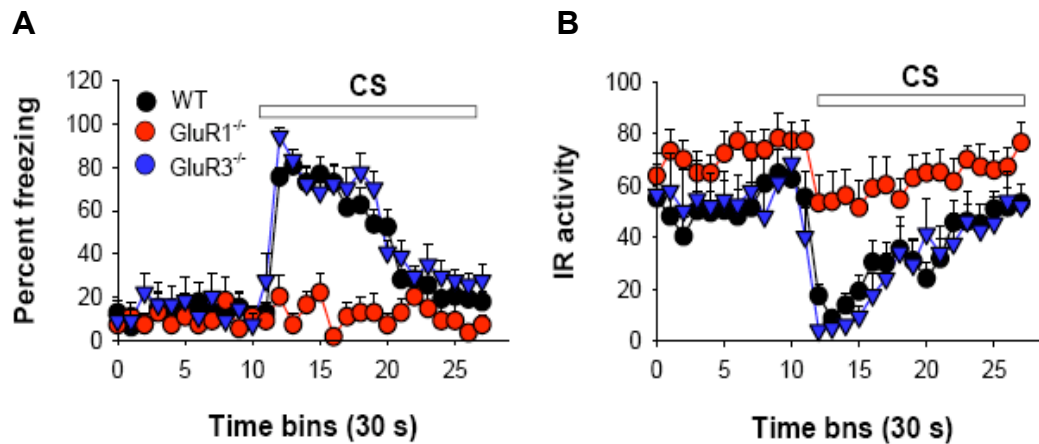 A
B
CS
CS
WT
GluR1-/-
GluR3-/-
Percent freezing
120
100
80
60
40
20
0
0
5
10
15
20
25
Time bins (30 s)
IR activity
100
80
60
40
20
0
0
5
10
15
20
25
Time bns (30 s)